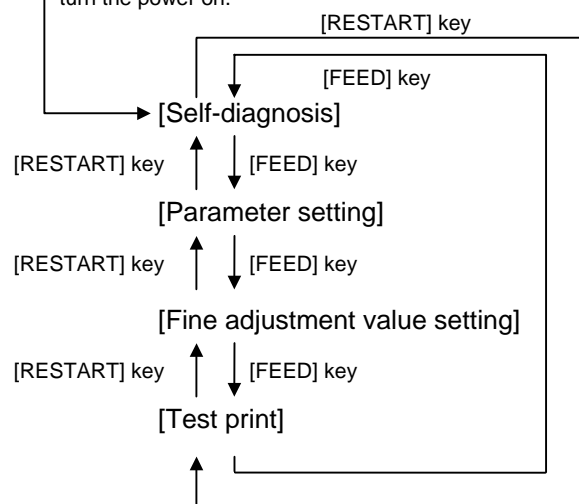 turn the power on.
[RESTART] key
[FEED] key
[Self-diagnosis]
[RESTART] key [FEED] key
[Parameter setting]
[RESTART] key [FEED] key
[Fine adjustment value setting]
[RESTART] key [FEED] key
[Test print]